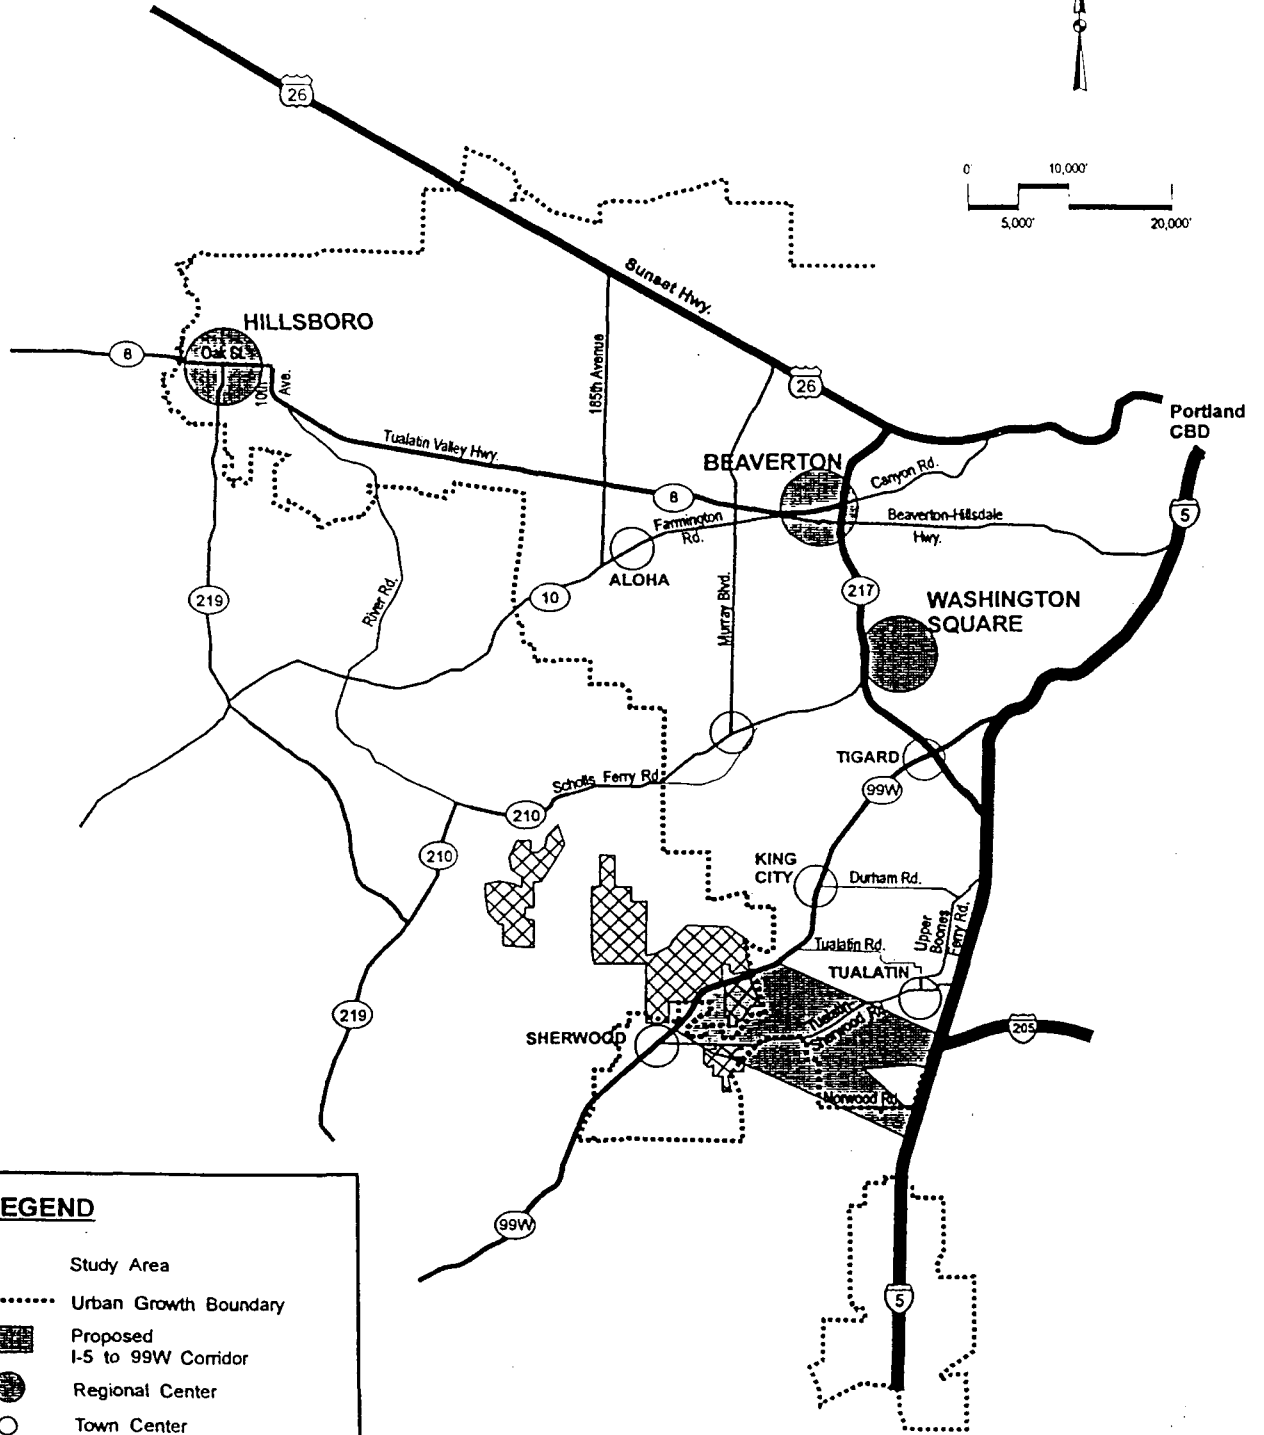 26
0'
10,000'
5,000'
20,000'
Sunset Hwy.
HILLSBORO
8
Oak St.
10th
Ave.
185th Avenue
26
Portland
CBD
Tualatin Valley Hwy.
BEAVERTON
Canyon Rd.
8
Farmington
Rd.
Beaverton-Hillsdale
Hwy.
5
ALOHA
219
River Rd.
10
Murray Blvd.
217
WASHINGTON
SQUARE
TIGARD
Scholls Ferry Rd.
99W
210
210
KING
CITY
Durham Rd.
Upper
Boones
Ferry Rd.
Tualatin Rd.
TUALATIN
219
SHERWOOD
Tualatin
Sherwood Rd.
205
Norwood Rd.
99W
5
EGEND
Study Area
Urban Growth Boundary
Proposed
I-5 to 99W Corridor
Regional Center
Town Center